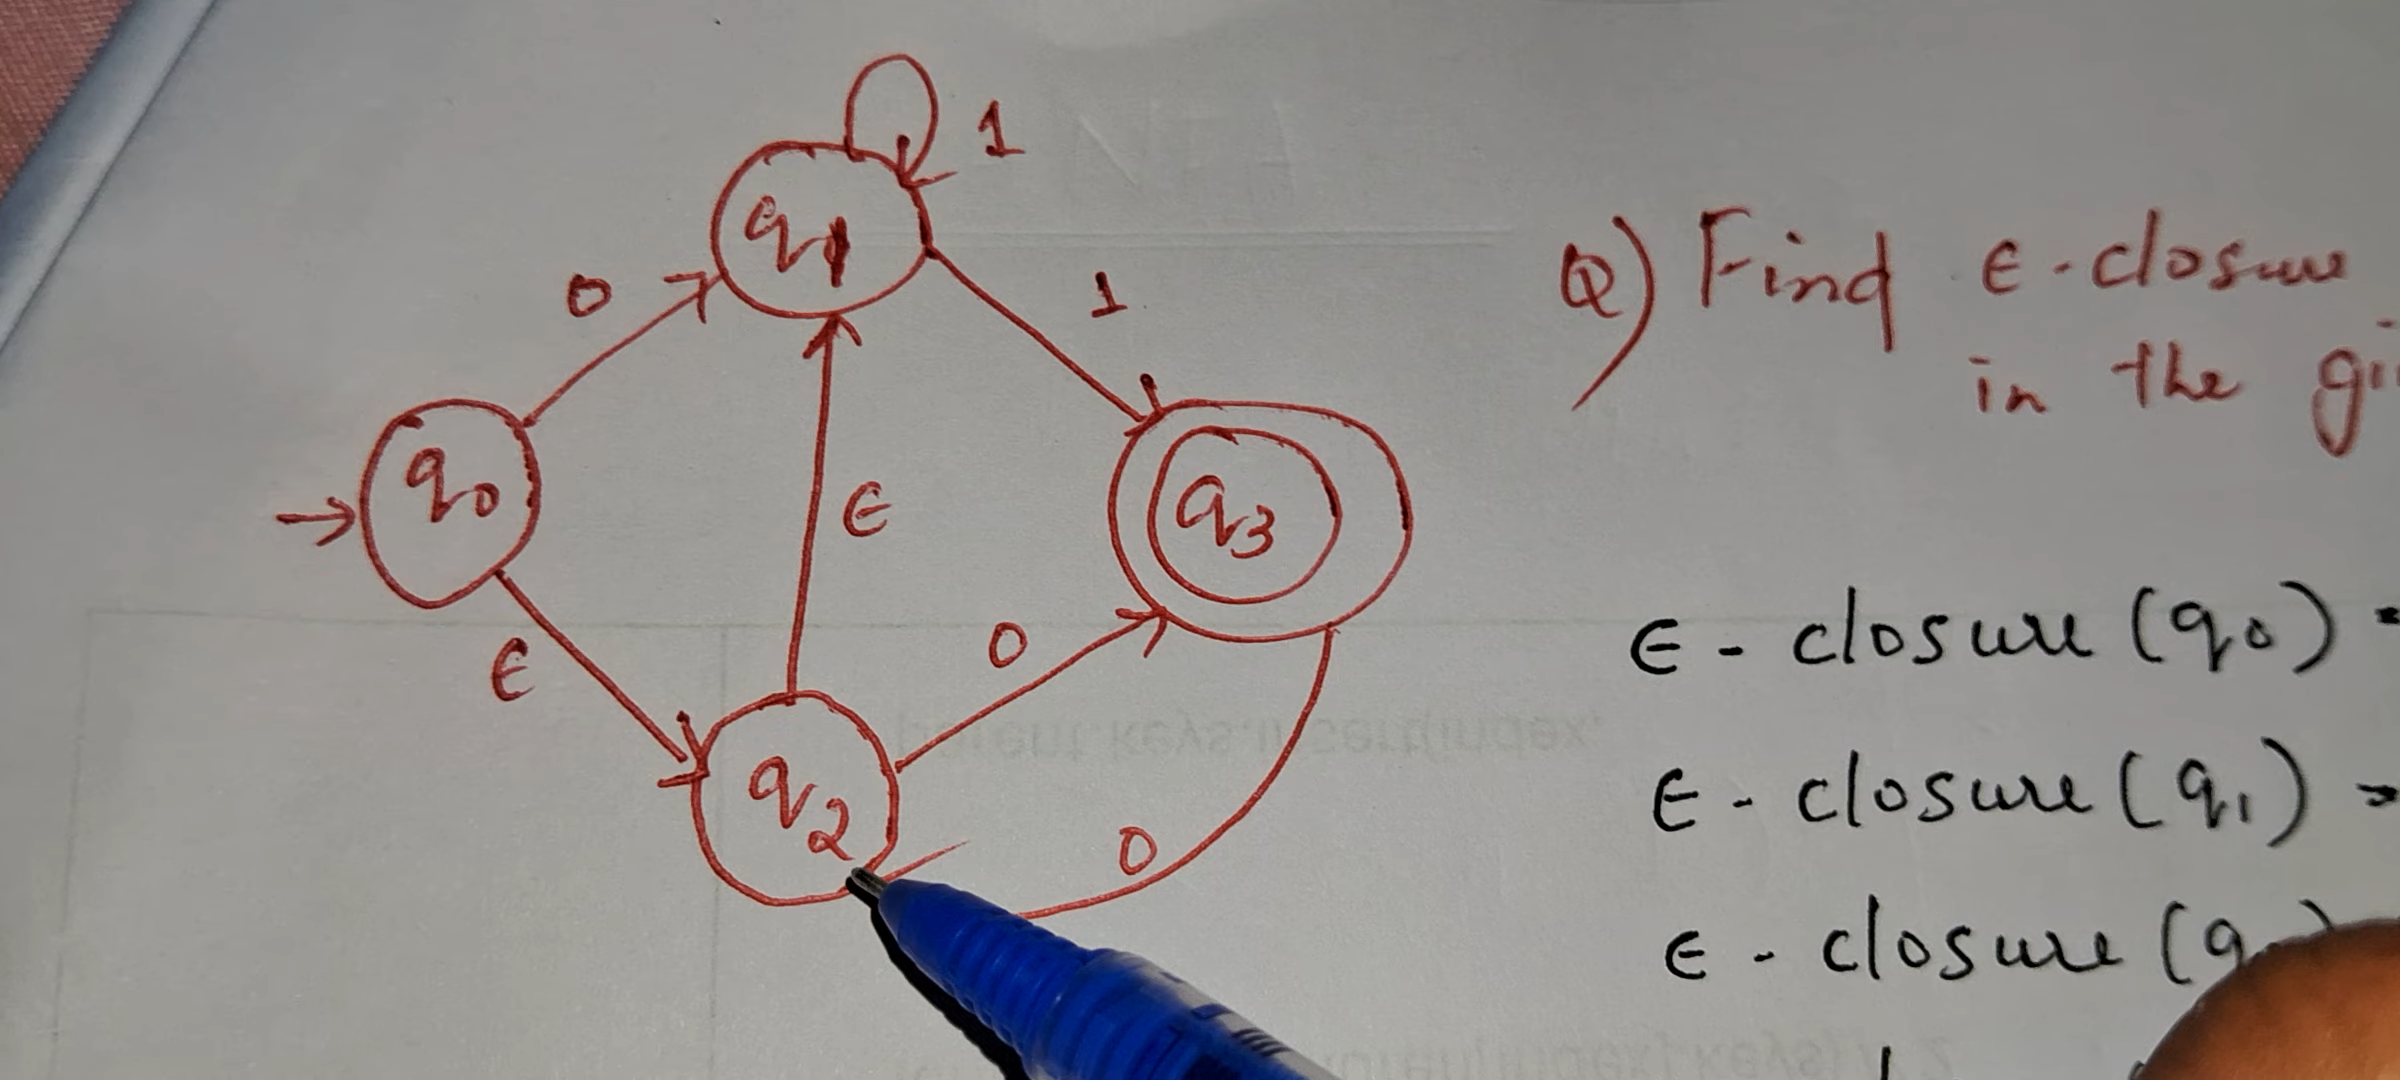 1
q1
0
1
q0
ϵ
q3
ϵ
0
q2
0
Q) Find ϵ-closure
in the
ϵ - closure (q0)
ϵ - closure (q1)
ϵ - closure (q